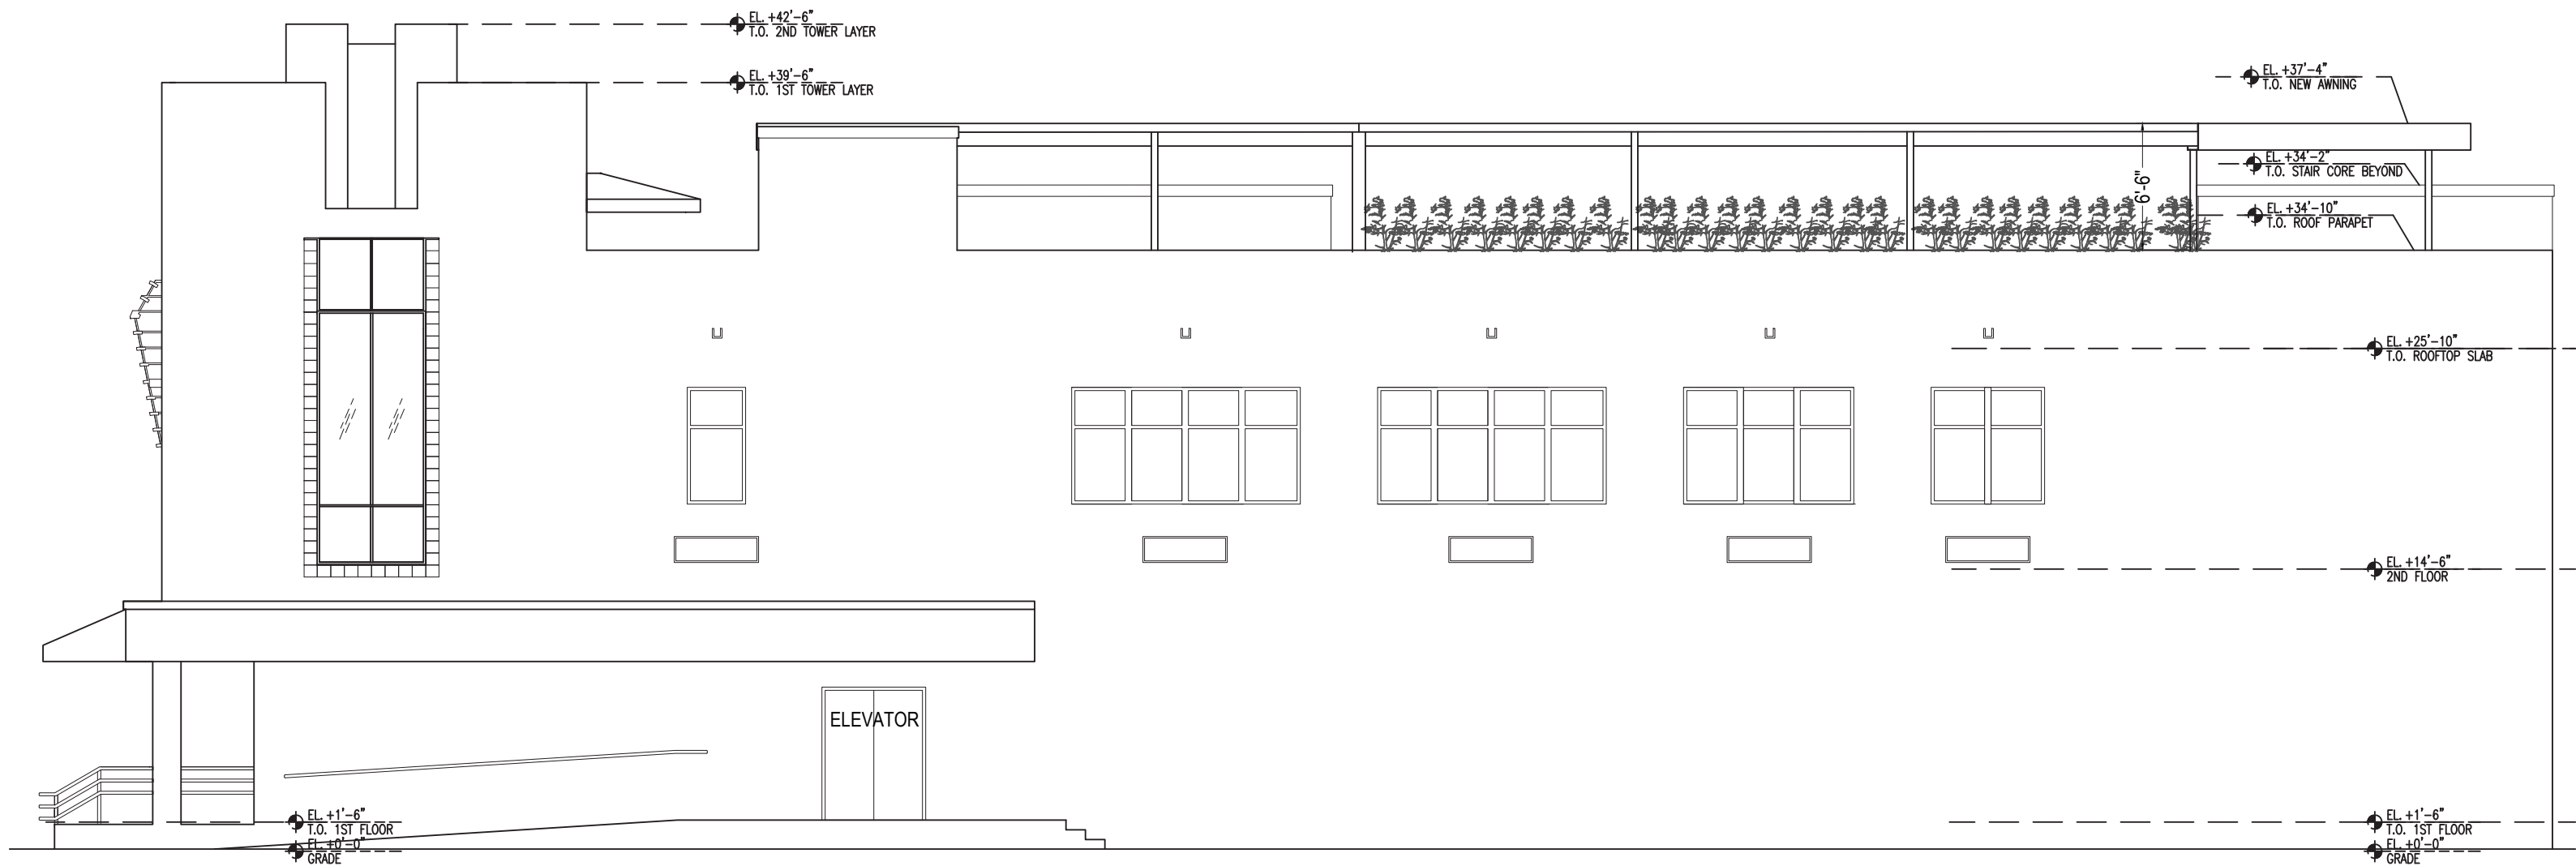 EL. +42'-6"
T.O. 2ND TOWER LAYER
EL. +39'-6"
T.O. 1ST TOWER LAYER
EL. +37'-4"
T.O. NEW AWNING
EL. +34'-2"
T.O. STAIR CORE BEYOND
6'-6"
EL. +34'-10"
T.O. ROOF PARAPET
EL. +25'-10"
T.O. ROOFTOP SLAB
EL. +14'-6"
2ND FLOOR
ELEVATOR
EL. +1'-6"
T.O. 1ST FLOOR
EL. +0'-0"
GRADE
EL. +1'-6"
T.O. 1ST FLOOR
EL. +0'-0"
GRADE